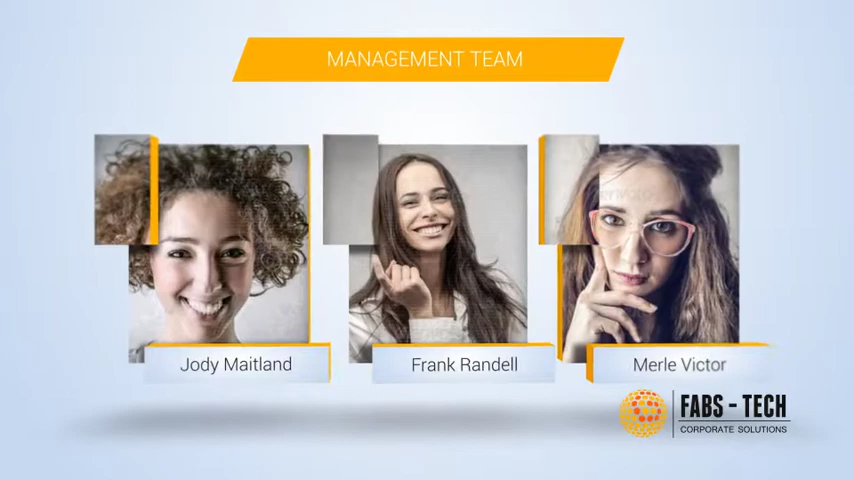 MANAGEMENT TEAM
Jody Maitland
Frank Randell
Merle Victor
FABS - TECH
CORPORATE SOLUTIONS